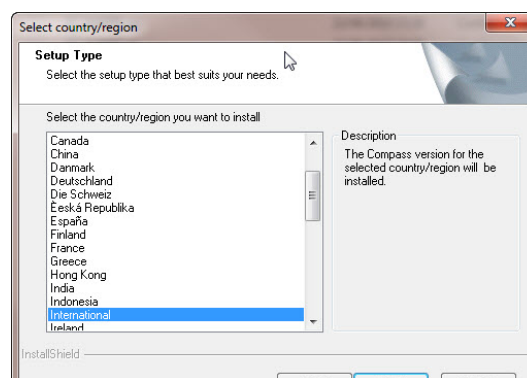 Select country/region
Setup Type
Select the setup type that best suits your needs.
Select the country/region you want to install
Canada
China
Danmark
Deutschland
Die Schweiz
Èeská Republika
España
Finland
France
Greece
Hong Kong
India
Indonesia
International
Ireland
Description
The Compass version for the
selected country/region will be
installed.
InstallShield